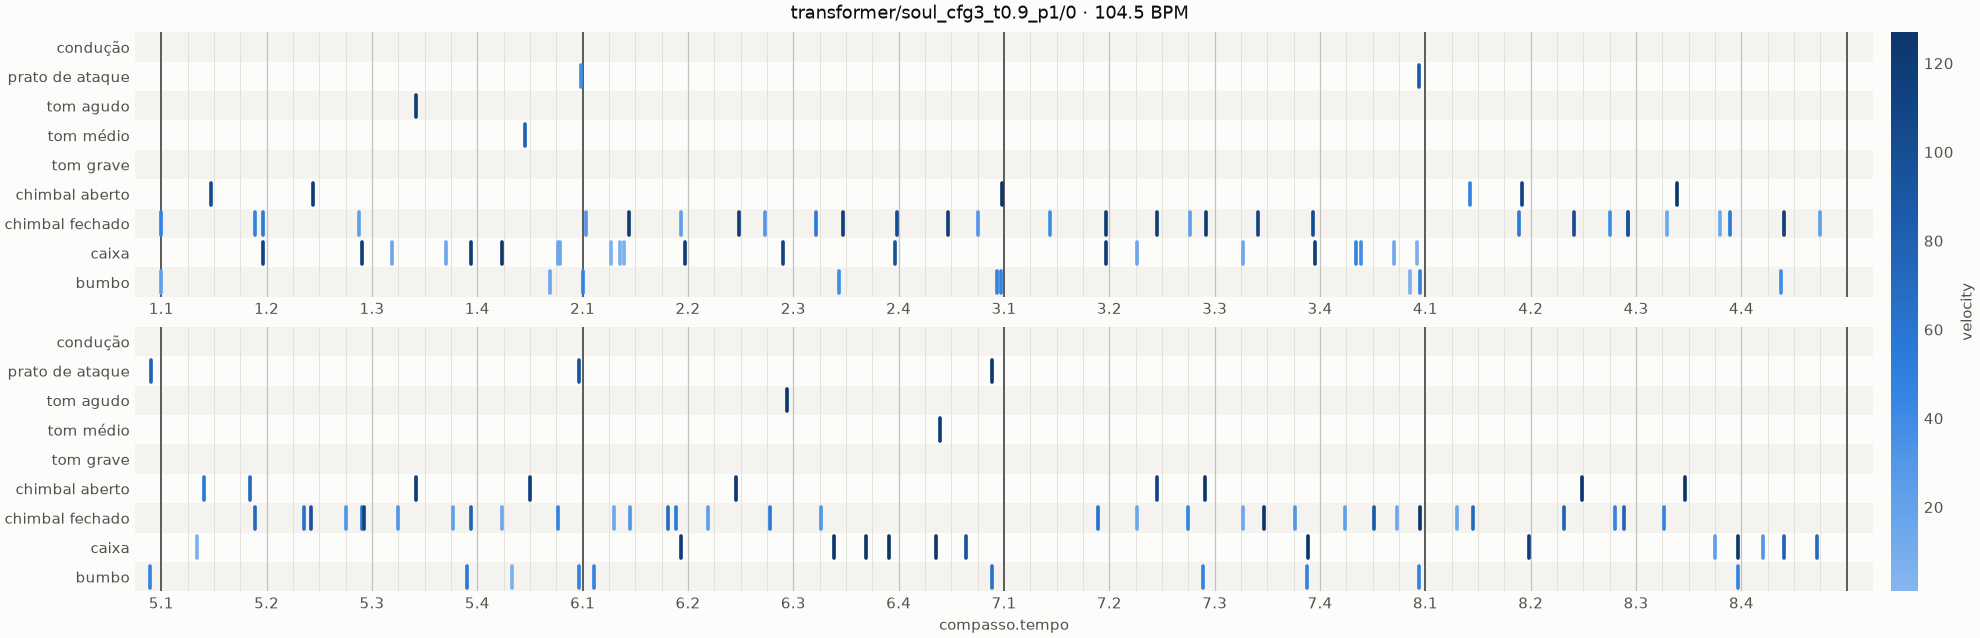 transformer/soul_cfg3_t0.9_p1/0 · 104.5 BPM
condução
prato de ataque
tom agudo
tom médio
tom grave
chimbal aberto
chimbal fechado
caixa
bumbo
1.1 1.2 1.3 1.4 2.1 2.2 2.3 2.4 3.1 3.2 3.3 3.4 4.1 4.2 4.3 4.4
condução
prato de ataque
tom agudo
tom médio
tom grave
chimbal aberto
chimbal fechado
caixa
bumbo
5.1 5.2 5.3 5.4 6.1 6.2 6.3 6.4 7.1 7.2 7.3 7.4 8.1 8.2 8.3 8.4
compasso.tempo
120
100
80
60
40
20
velocity